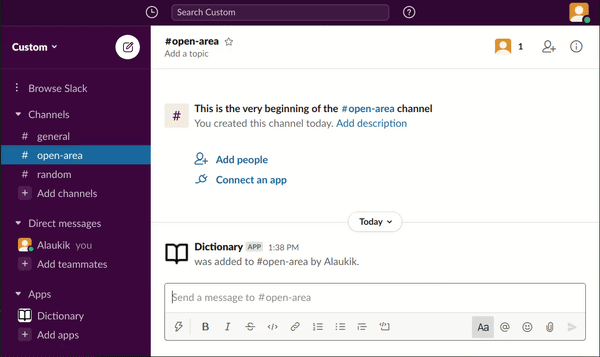 Search Custom
Custom
#open-area
Add a topic
1
Browse Slack
Channels
# general
# open-area
# random
+ Add channels
Direct messages
Alaukik you
+ Add teammates
Apps
Dictionary
+ Add apps
#
This is the very beginning of the #open-area channel
You created this channel today. Add description
Add people
Connect an app
Today
Dictionary APP 1:38 PM
was added to #open-area by Alaukik.
Send a message to #open-area
B I S Aa @